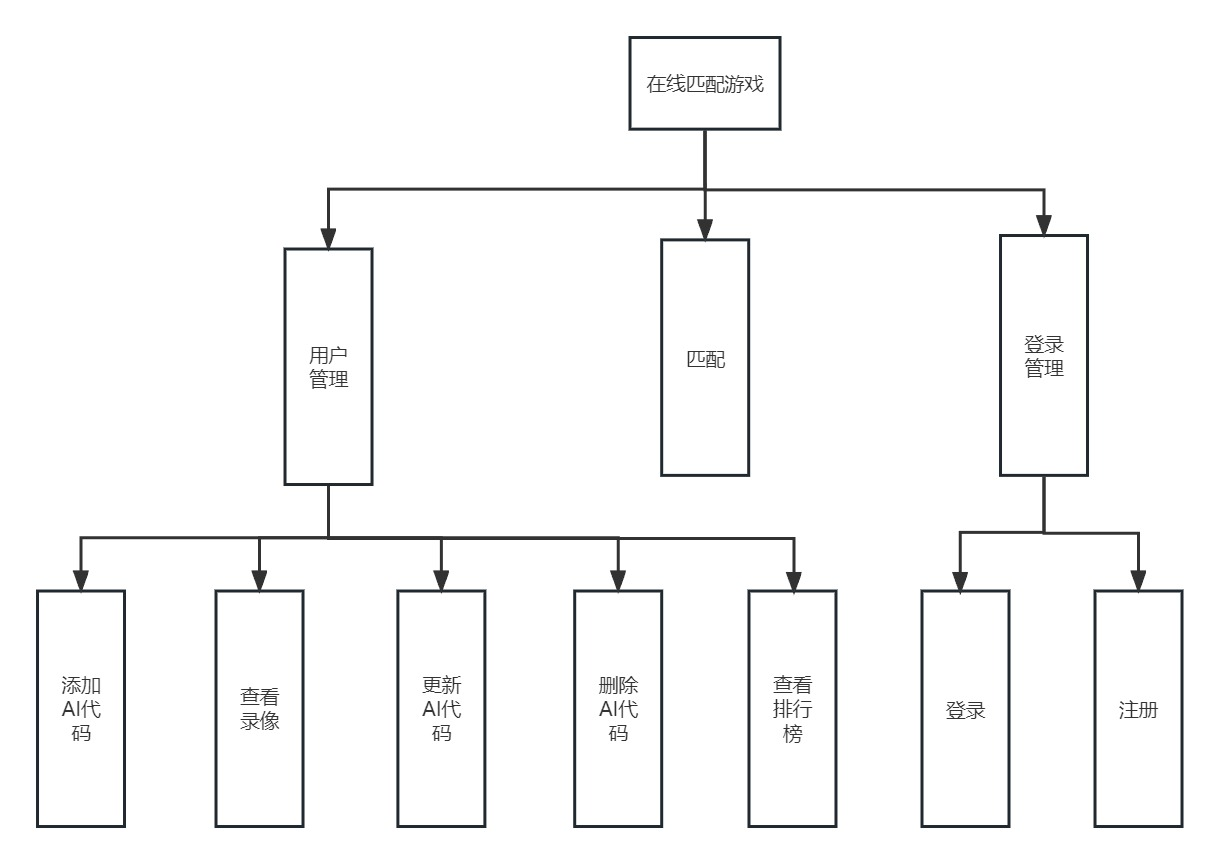 在线匹配游戏
用户
管理
匹配
登录
管理
添加
AI代
码
查看
录像
更新
AI代
码
删除
AI代
码
查看
排行
榜
登录
注册